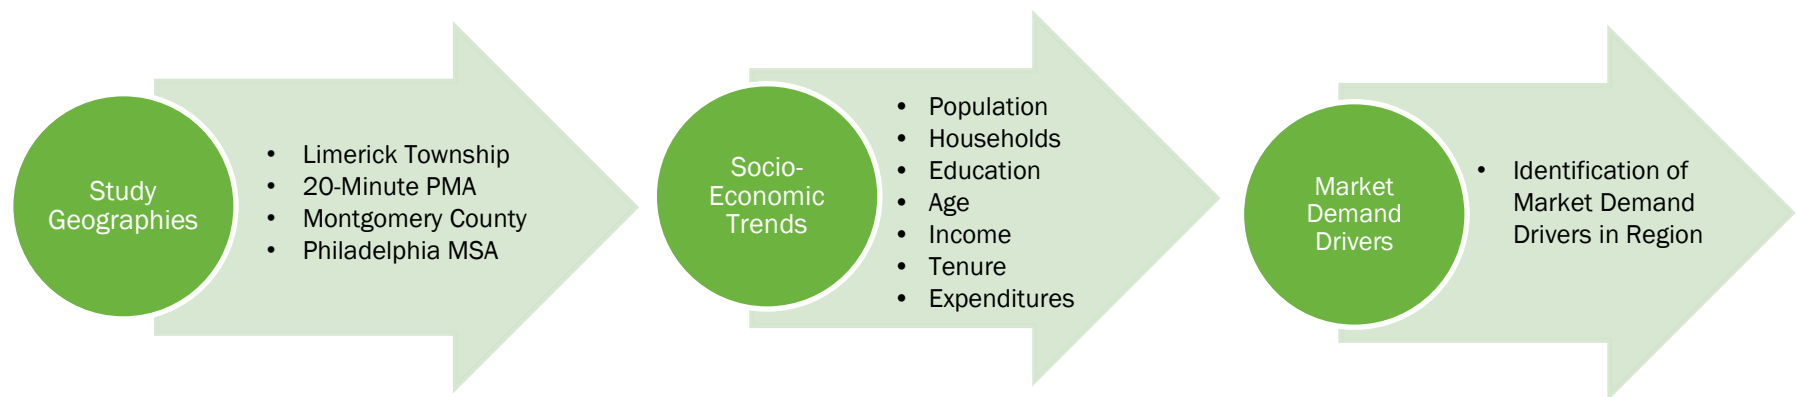 Study
Geographies
• Limerick Township
• 20-Minute PMA
• Montgomery County
• Philadelphia MSA
Socio-
Economic
Trends
• Population
• Households
• Education
• Age
• Income
• Tenure
• Expenditures
Market
Demand
Drivers
• Identification of
Market Demand
Drivers in Region